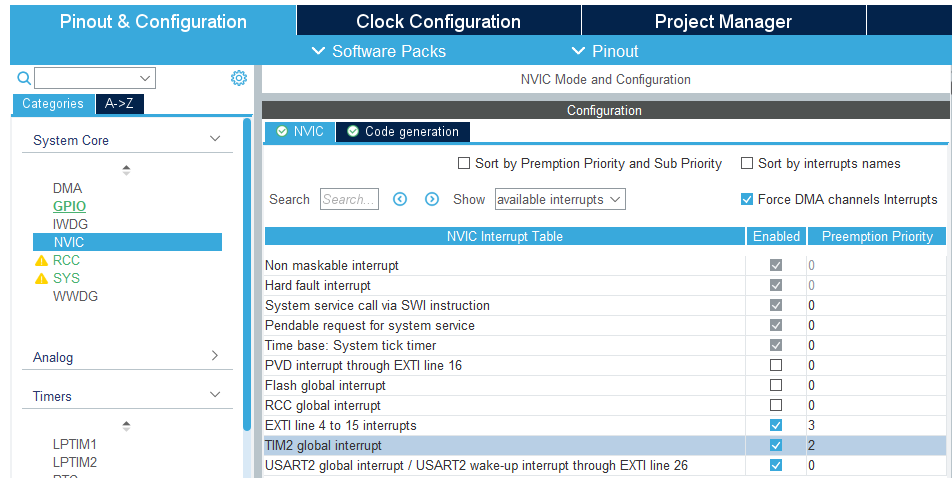 Pinout & Configuration Clock Configuration Project Manager
Software Packs Pinout
NVIC Mode and Configuration
Categories A->Z
Configuration
NVIC Code generation
System Core
Sort by Premption Priority and Sub Priority Sort by interrupts names
DMA
GPIO
IWDG
NVIC
RCC
SYS
WWDG
Search Search... Show available interrupts Force DMA channels Interrupts
NVIC Interrupt Table Enabled Preemption Priority
Non maskable interrupt 0
Hard fault interrupt 0
System service call via SWI instruction 0
Pendable request for system service 0
Time base: System tick timer 0
PVD interrupt through EXTI line 16 0
Flash global interrupt 0
RCC global interrupt 0
EXTI line 4 to 15 interrupts 3
TIM2 global interrupt 2
USART2 global interrupt / USART2 wake-up interrupt through EXTI line 26 0
Analog
Timers
LPTIM1
LPTIM2